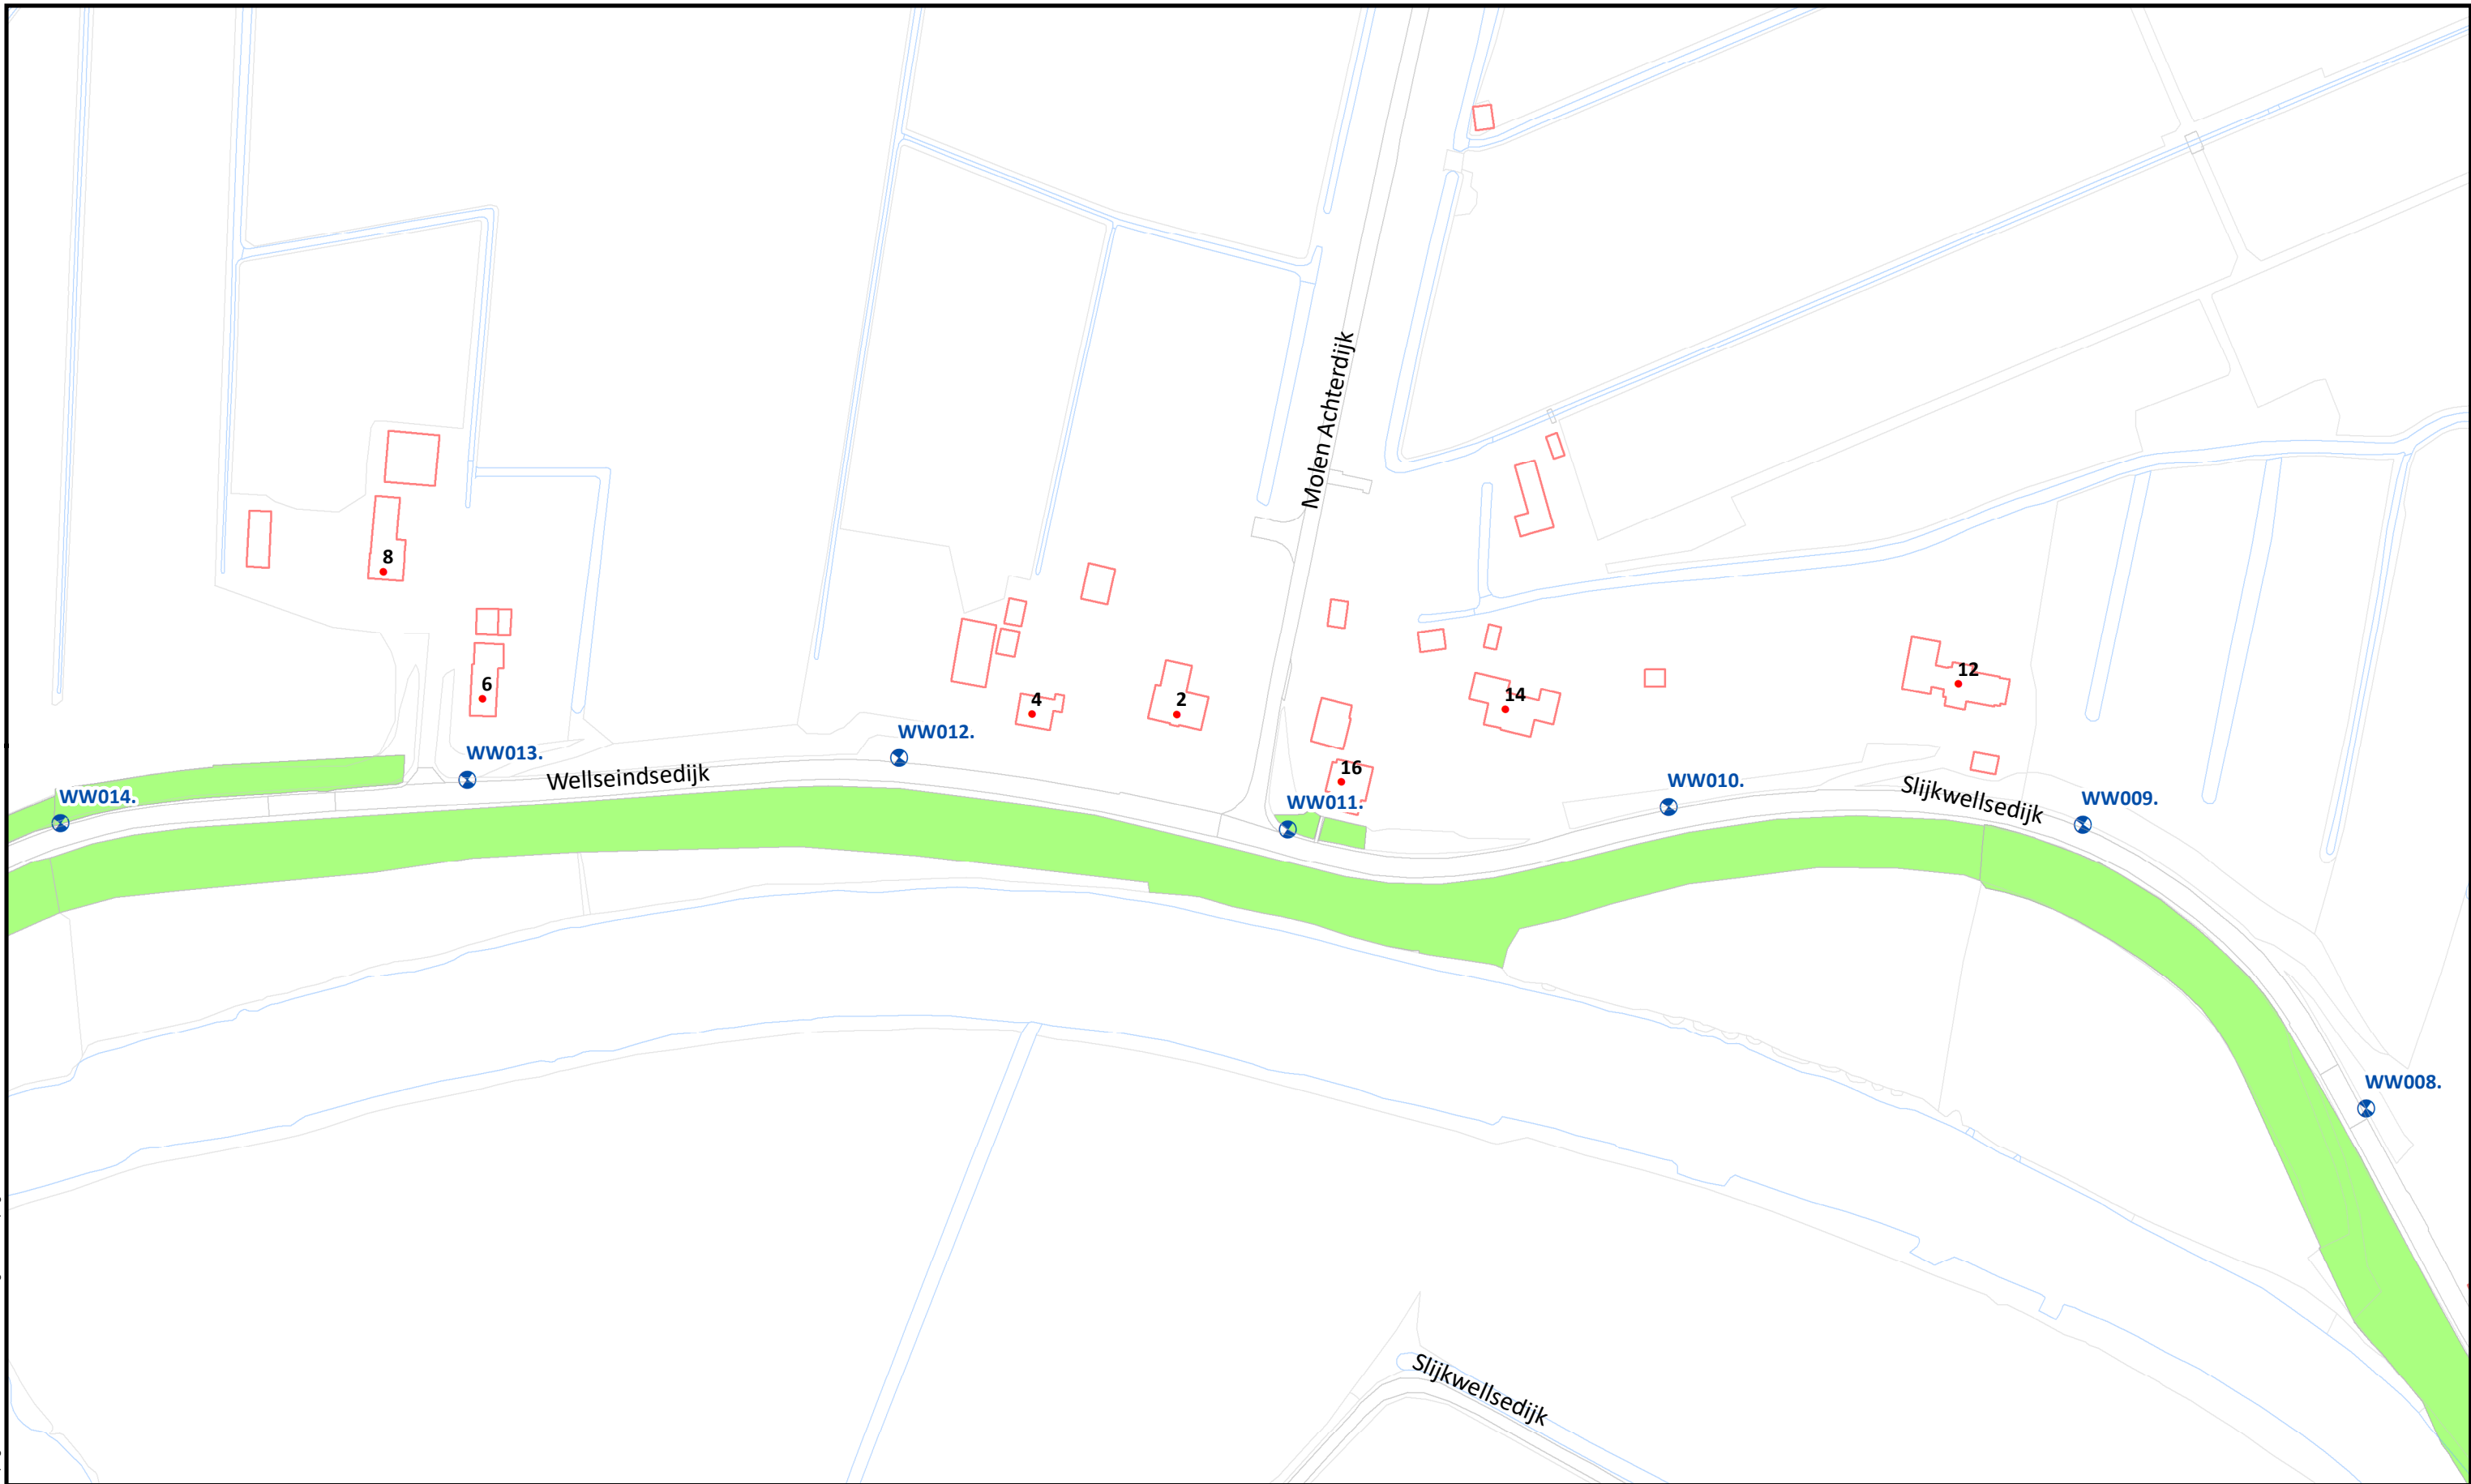 Molen Achterdijk
8
6
4
2
14
12
16
WW014.
WW013.
Wellseindsedijk
WW012.
WW011.
WW010.
Slijkwellsedijk
WW009.
WW008.
Slijkwellsedijk